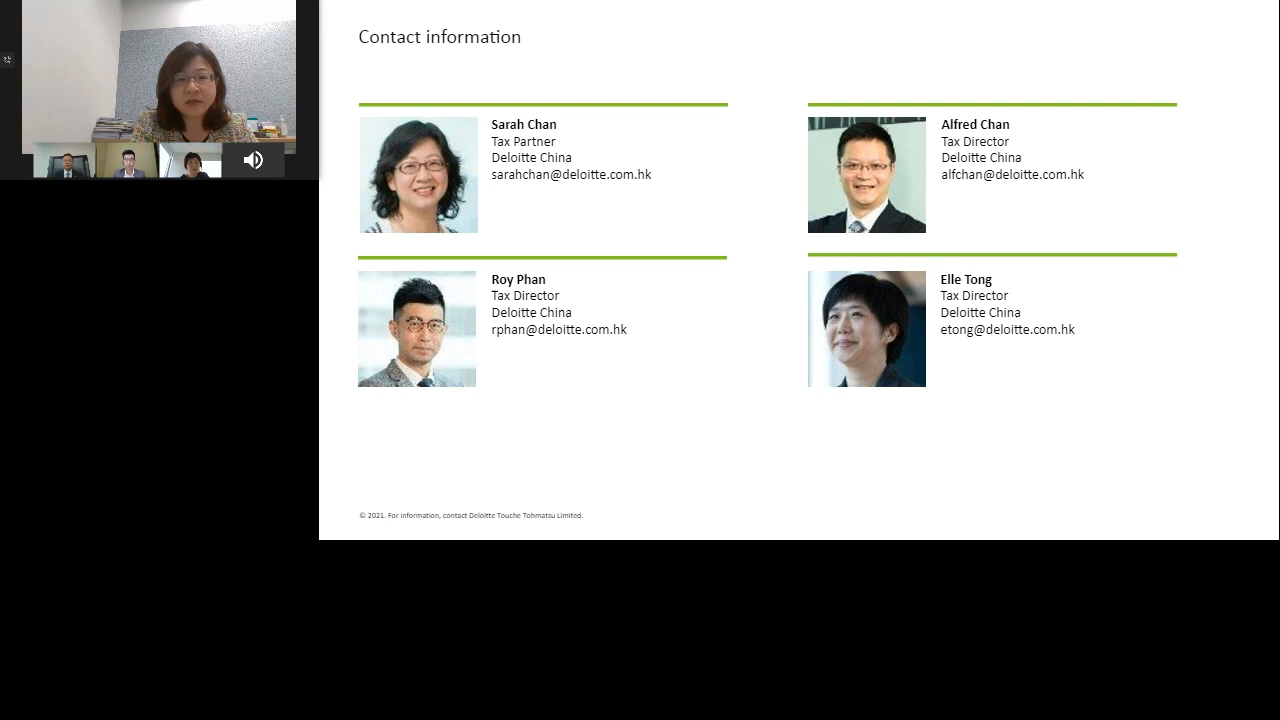 Contact information
Sarah Chan
Tax Partner
Deloitte China
sarahchan@deloitte.com.hk
Alfred Chan
Tax Director
Deloitte China
alfchan@deloitte.com.hk
Roy Phan
Tax Director
Deloitte China
rphan@deloitte.com.hk
Elle Tong
Tax Director
Deloitte China
etong@deloitte.com.hk
© 2021. For information, contact Deloitte Touche Tohmatsu Limited.